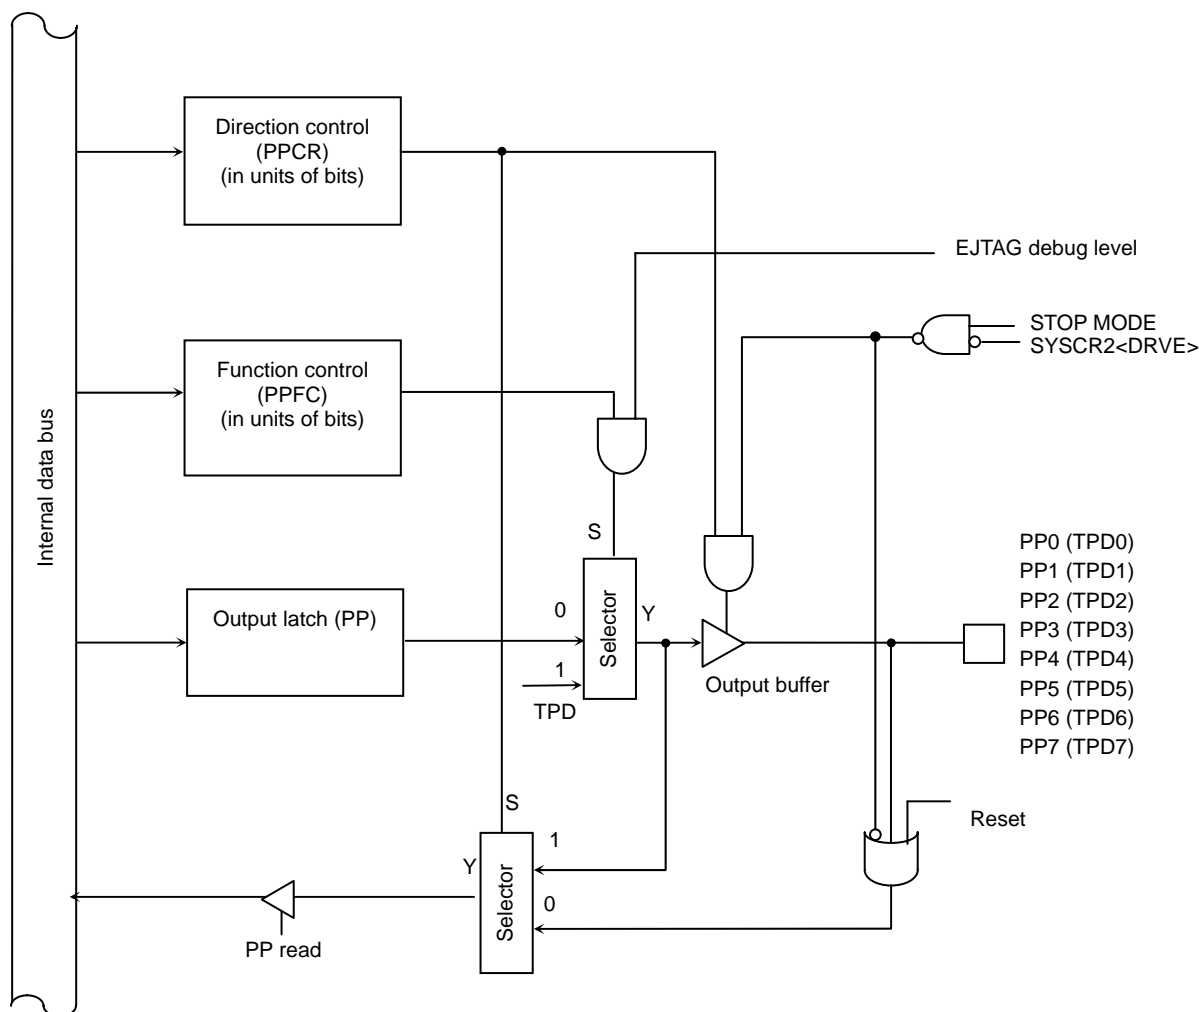 Direction control
(PPCR)
(in units of bits)
EJTAG debug level
STOP MODE
SYSCR2<DRVE>
Function control
(PPFC)
(in units of bits)
Internal data bus
S
Output latch (PP)
0
1
TPD
Selector
Y
Output buffer
PP0 (TPD0)
PP1 (TPD1)
PP2 (TPD2)
PP3 (TPD3)
PP4 (TPD4)
PP5 (TPD5)
PP6 (TPD6)
PP7 (TPD7)
Reset
S
1
Y
0
Selector
PP read